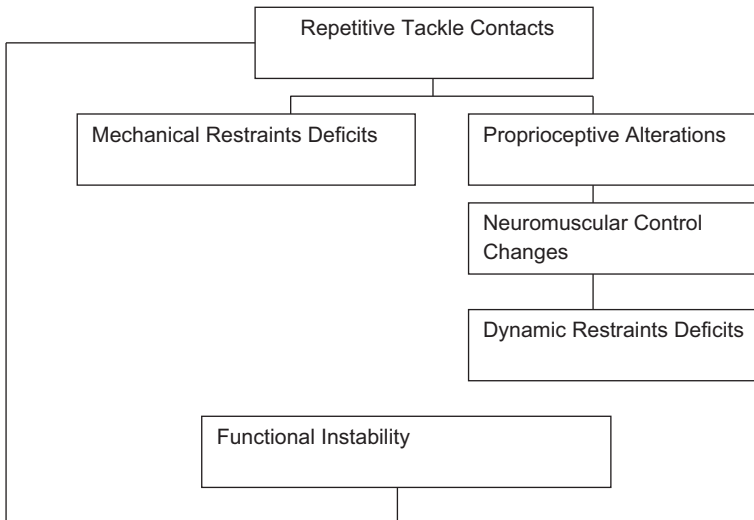 Repetitive Tackle Contacts
Mechanical Restraints Deficits
Proprioceptive Alterations
Neuromuscular Control
Changes
Dynamic Restraints Deficits
Functional Instability